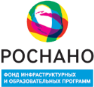 РОСНАНО
ФОНД ИНФРАСТРУКТУРНЫХ
И ОБРАЗОВАТЕЛЬНЫХ ПРОГРАММ